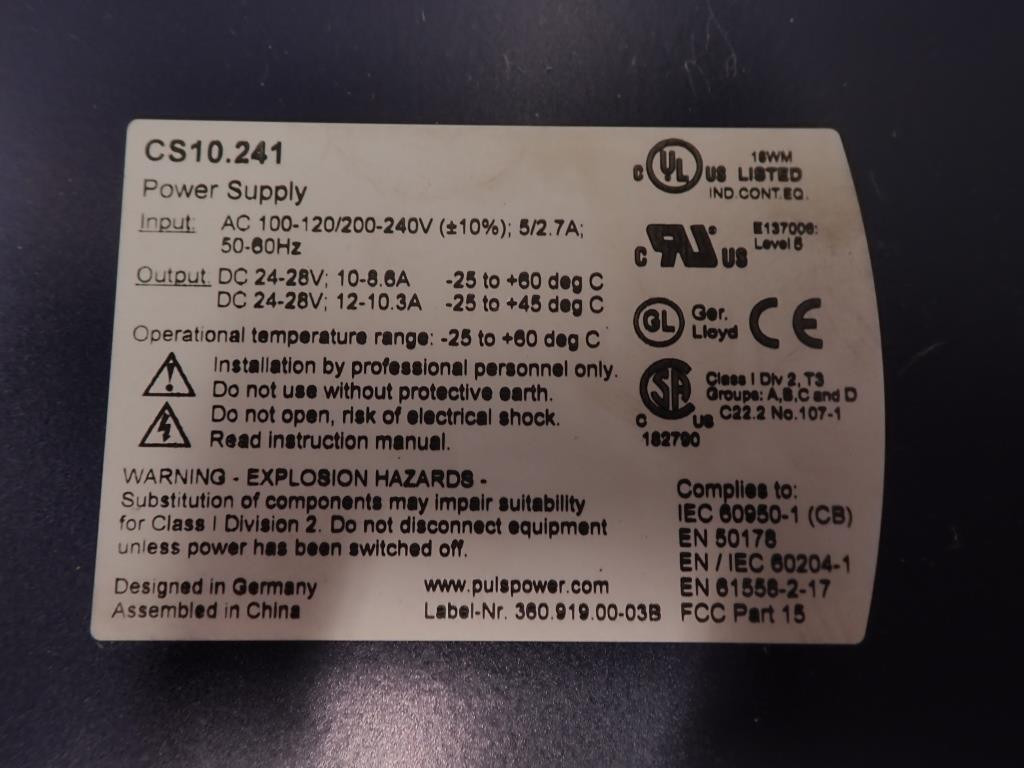 CS10.241
Power Supply
Input: AC 100-120/200-240V (±10%); 5/2.7A;
50-60Hz
Output: DC 24-28V; 10-8.6A -25 to +60 deg C
DC 24-28V; 12-10.3A -25 to +45 deg C
Operational temperature range: -25 to +60 deg C
Installation by professional personnel only.
Do not use without protective earth.
Do not open, risk of electrical shock.
Read instruction manual.
WARNING - EXPLOSION HAZARDS -
Substitution of components may impair suitability
for Class I Division 2. Do not disconnect equipment
unless power has been switched off.
Designed in Germany
Assembled in China
www.pulspower.com
Label-Nr. 360.919.00-03B
C UL US 18WM
LISTED
IND.CONT.EQ.
C RU US E137006:
Level 5
GL Ger.
Lloyd CE
C SA US Class I Div 2, T3
Groups: A,B,C and D
C22.2 No.107-1
182790
Complies to:
IEC 60950-1 (CB)
EN 50178
EN / IEC 60204-1
EN 61558-2-17
FCC Part 15